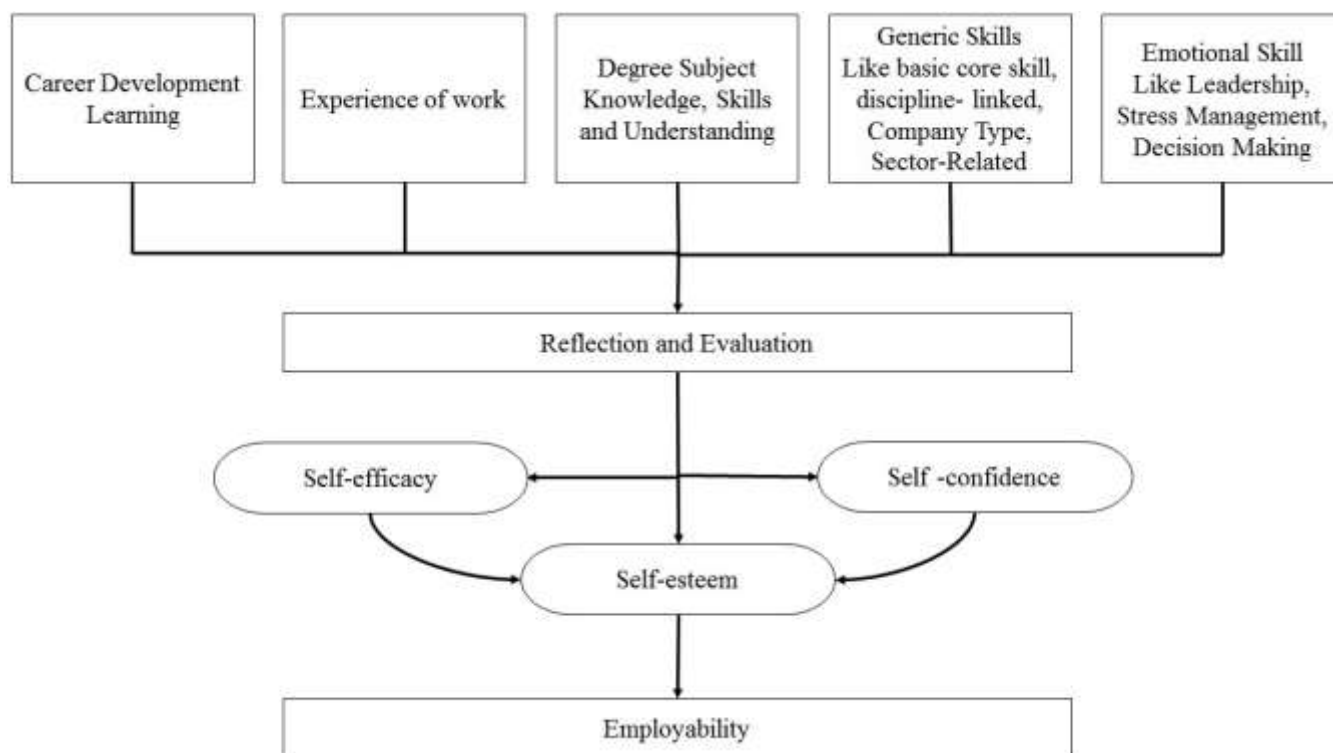 Career Development
Learning
Experience of work
Degree Subject
Knowledge, Skills
and Understanding
Generic Skills
Like basic core skill,
discipline- linked,
Company Type,
Sector-Related
Emotional Skill
Like Leadership,
Stress Management,
Decision Making
Reflection and Evaluation
Self-efficacy
Self -confidence
Self-esteem
Employability